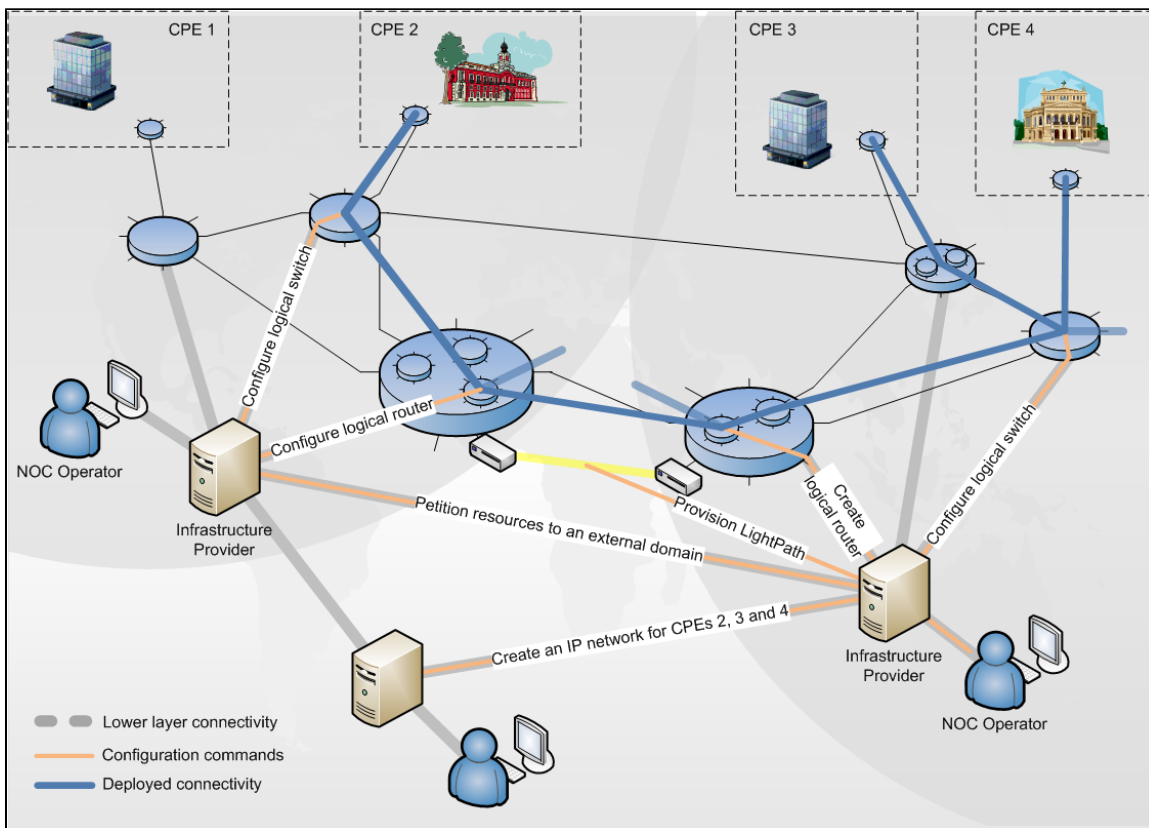 CPE 1
CPE 2
CPE 3
CPE 4
Configure logical switch
Configure logical router
NOC Operator
Infrastructure
Provider
Petition resources to an external domain
Provision LightPath
Create
logical router
Configure logical switch
Create an IP network for CPEs 2, 3 and 4
Infrastructure
Provider
NOC Operator
Lower layer connectivity
Configuration commands
Deployed connectivity